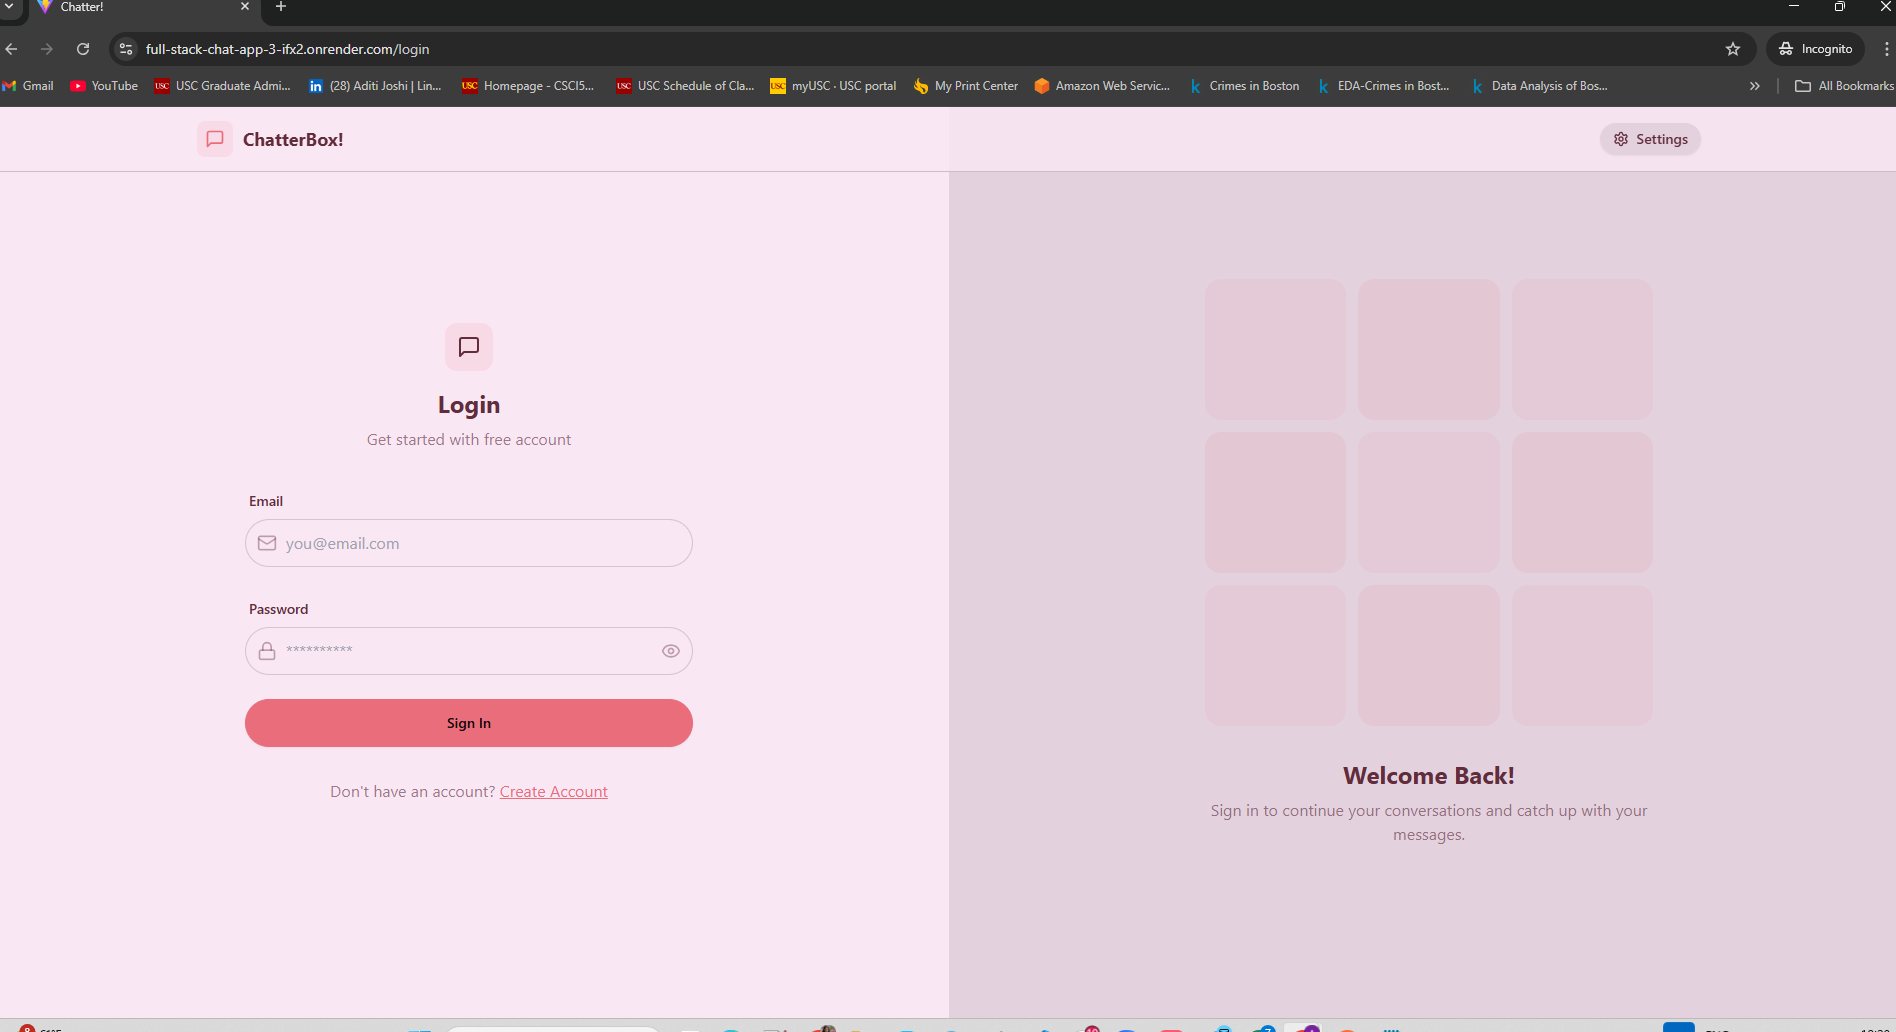 Chatter!
full-stack-chat-app-3-ifx2.onrender.com/login
Incognito
Gmail
YouTube
USC Graduate Admi...
(28) Aditi Joshi | Lin...
Homepage - CSCI5...
USC Schedule of Cla...
myUSC · USC portal
My Print Center
Amazon Web Servic...
Crimes in Boston
EDA-Crimes in Bost...
Data Analysis of Bos...
All Bookmarks
ChatterBox!
Settings
Login
Get started with free account
Email
you@email.com
Password
**********
Sign In
Don't have an account? Create Account
Welcome Back!
Sign in to continue your conversations and catch up with your
messages.